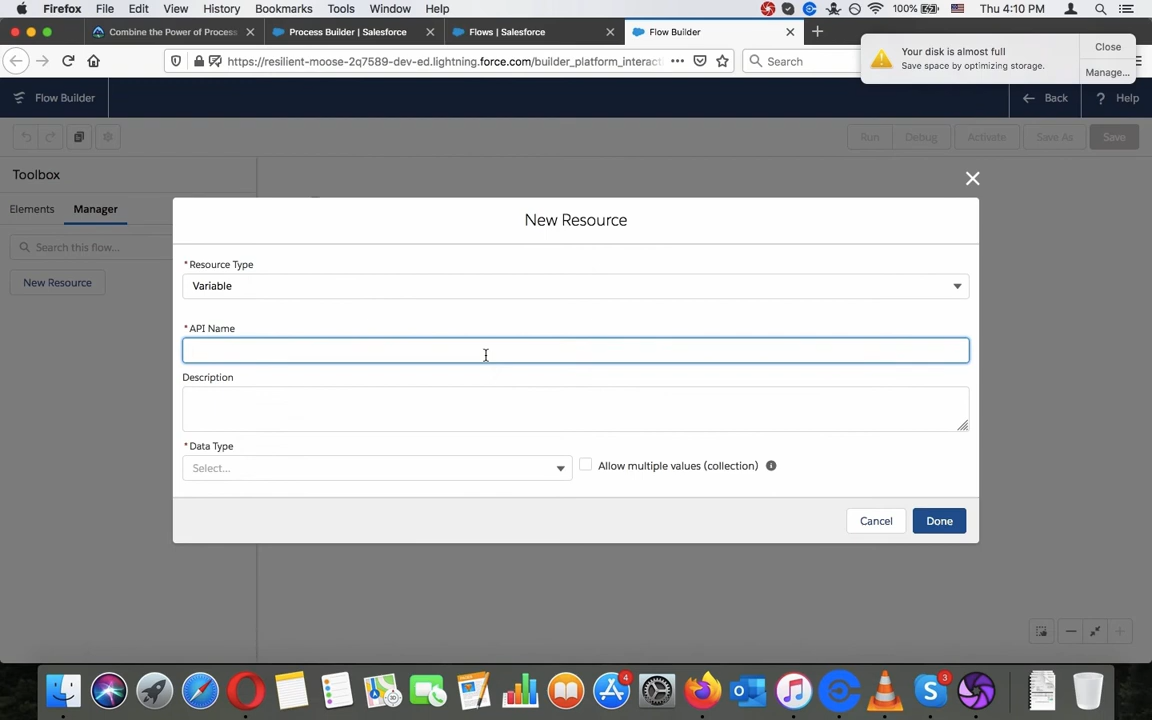 Firefox File Edit View History Bookmarks Tools Window Help 100% Thu 4:10 PM
Combine the Power of Process
Process Builder | Salesforce
Flows | Salesforce
Flow Builder
https://resilient-moose-2q7589-dev-ed.lightning.force.com/builder_platform_interact
Search
Your disk is almost full
Save space by optimizing storage.
Close
Manage...
Flow Builder
Back
? Help
Run Debug Activate Save As Save
Toolbox
Elements Manager
Search this flow...
New Resource
New Resource
*Resource Type
Variable
*API Name
Description
*Data Type
Select...
Allow multiple values (collection)
Cancel Done
4
3